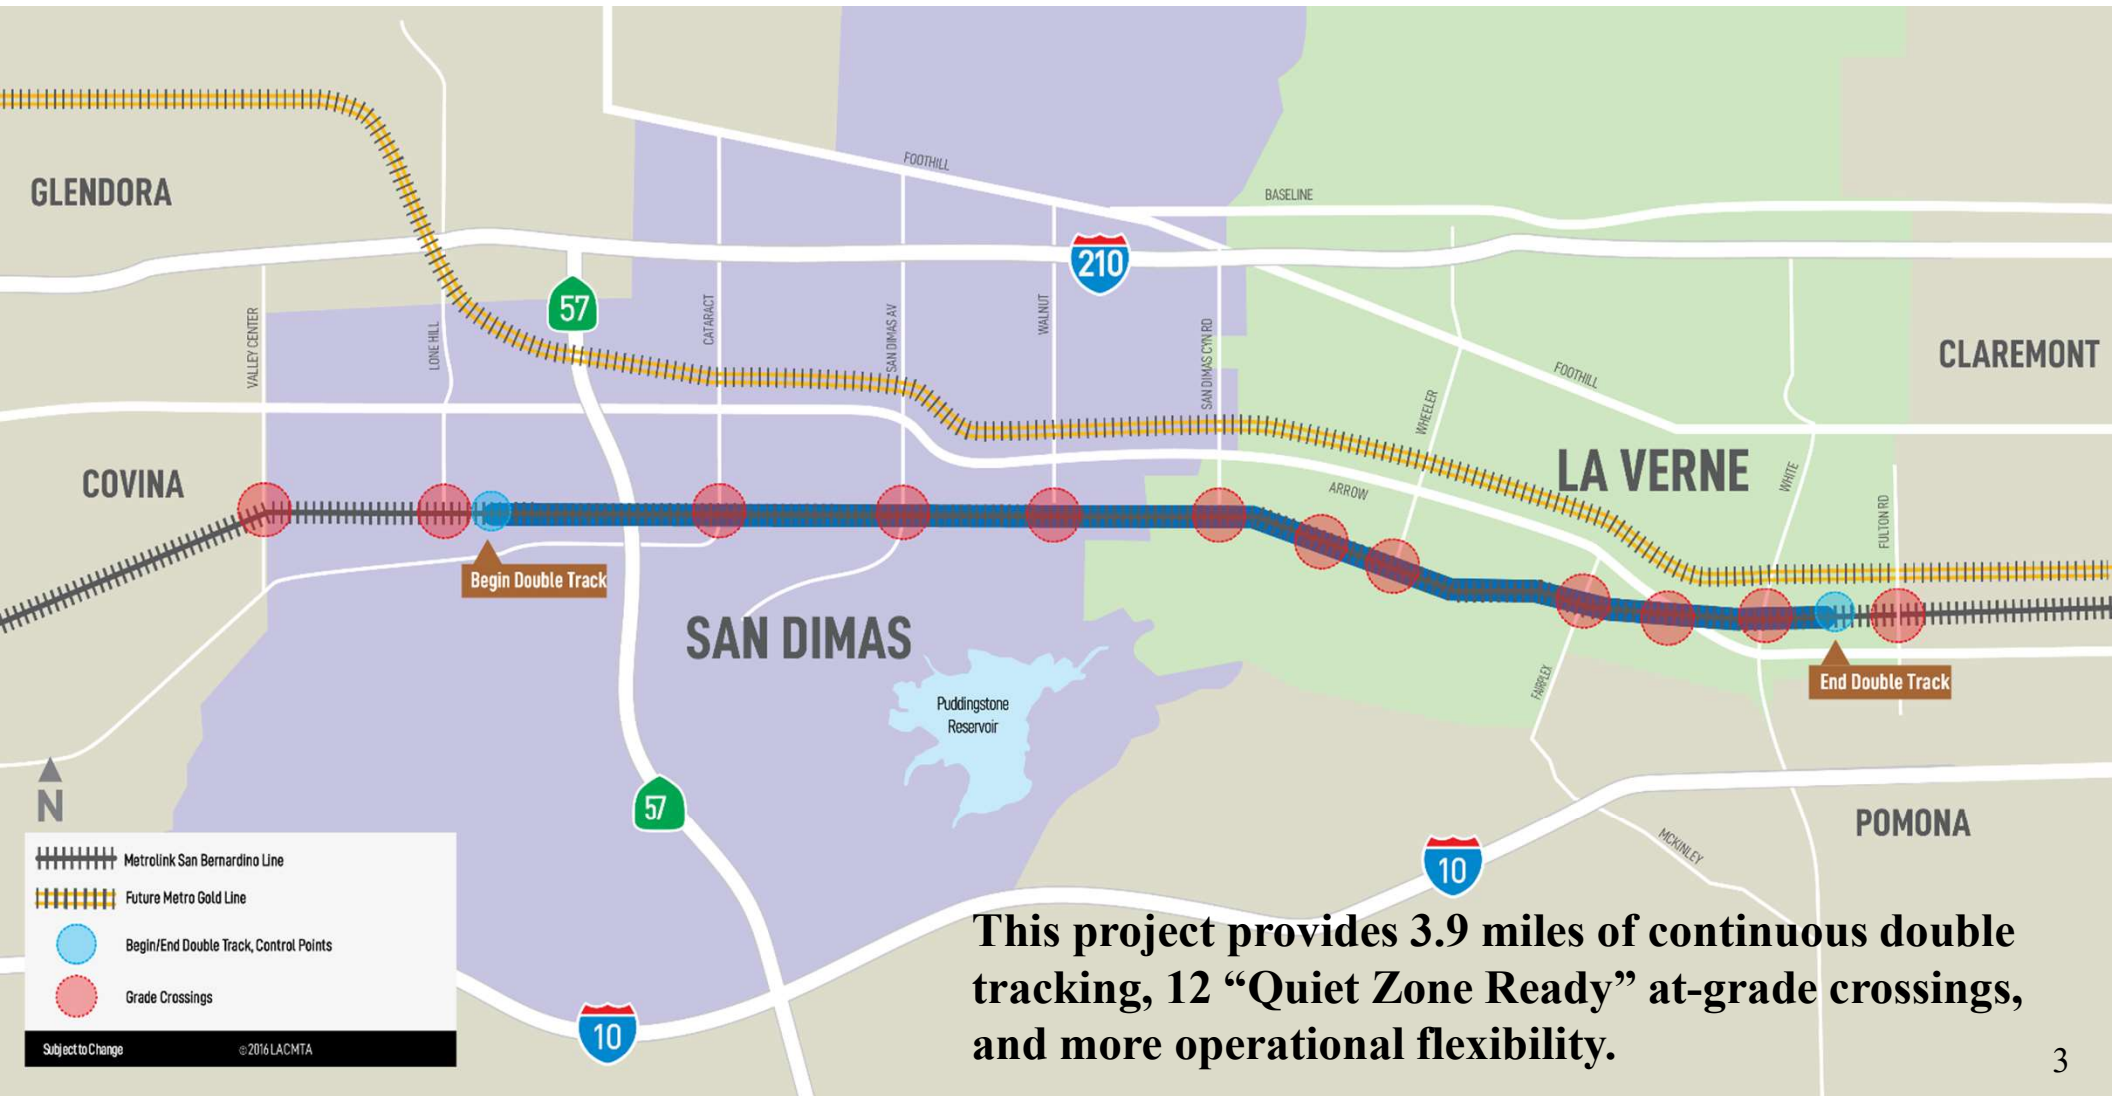 FOOTHILL
BASELINE
GLENDORA
210
57
VALLEY CENTER
LONE HILL
CATARACT
SAN DIMAS AV
WALNUT
SAN DIMAS CYN RD
CLAREMONT
FOOTHILL
WHEELER
COVINA
LA VERNE
WHITE
ARROW
FULTON RD
Begin Double Track
SAN DIMAS
FAIRPLEX
End Double Track
Puddingstone
Reservoir
N
57
POMONA
MCKINLEY
10
Metrolink San Bernardino Line
Future Metro Gold Line
Begin/End Double Track, Control Points
Grade Crossings
Subject to Change
©2016 LACMTA
10
This project provides 3.9 miles of continuous double
tracking, 12 “Quiet Zone Ready” at-grade crossings,
and more operational flexibility.
3